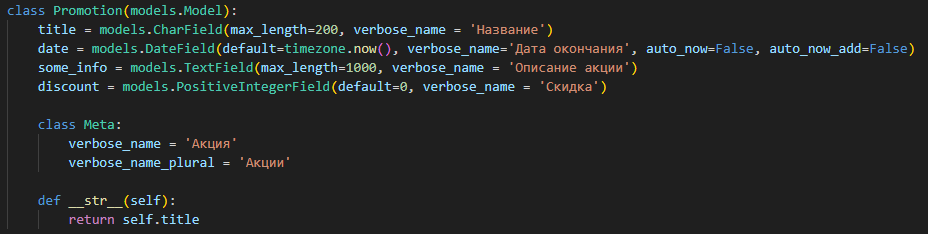 class Promotion(models.Model):
    title = models.CharField(max_length=200, verbose_name = 'Название')
    date = models.DateField(default=timezone.now(), verbose_name='Дата окончания', auto_now=False, auto_now_add=False)
    some_info = models.TextField(max_length=1000, verbose_name = 'Описание акции')
    discount = models.PositiveIntegerField(default=0, verbose_name = 'Скидка')

    class Meta:
        verbose_name = 'Акция'
        verbose_name_plural = 'Акции'

    def __str__(self):
        return self.title